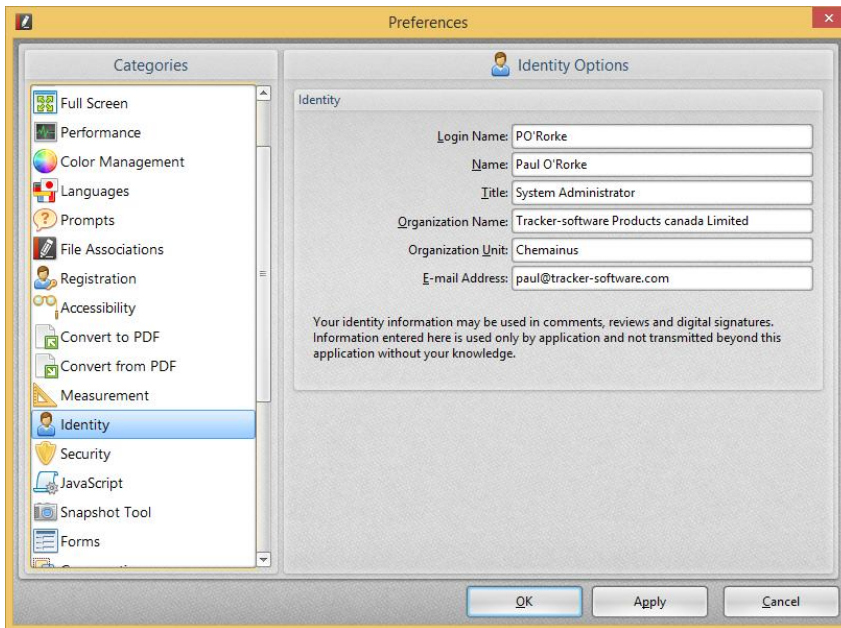 Preferences
Categories
Full Screen
Performance
Color Management
Languages
Prompts
File Associations
Registration
Accessibility
Convert to PDF
Convert from PDF
Measurement
Identity
Security
JavaScript
Snapshot Tool
Forms
Identity Options
Identity
Login Name: PO'Rorke
Name: Paul O'Rorke
Title: System Administrator
Organization Name: Tracker-software Products canada Limited
Organization Unit: Chemainus
E-mail Address: paul@tracker-software.com
Your identity information may be used in comments, reviews and digital signatures.
Information entered here is used only by application and not transmitted beyond this
application without your knowledge.
OK Apply Cancel